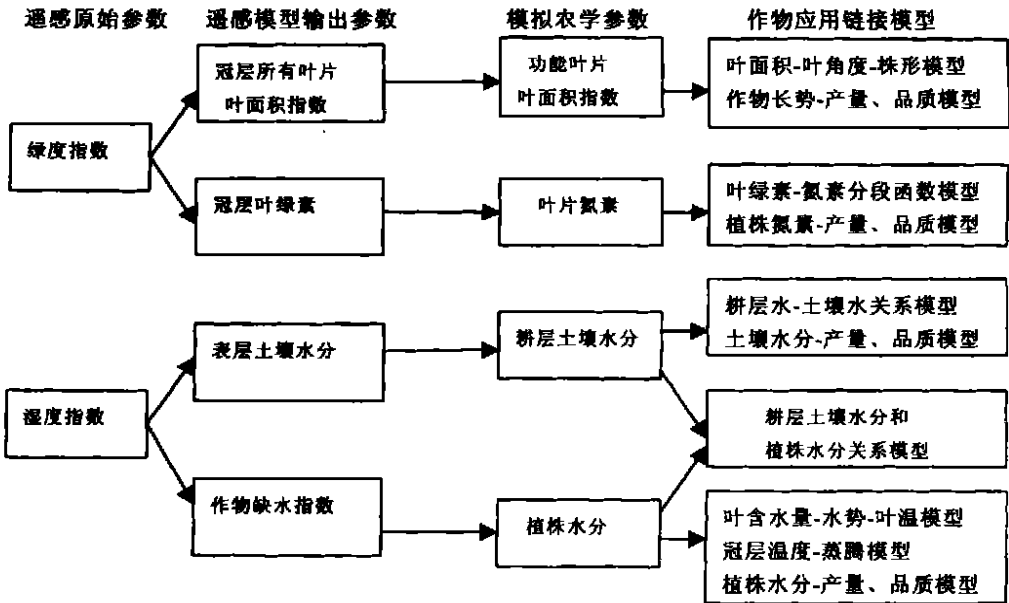 遥感原始参数 遥感模型输出参数 模拟农学参数 作物应用链接模型
绿度指数
冠层所有叶片
叶面积指数
功能叶片
叶面积指数
叶面积-叶角度-株形模型
作物长势-产量、品质模型
冠层叶绿素
叶片氮素
叶绿素-氮素分段函数模型
植株氮素-产量、品质模型
湿度指数
表层土壤水分
耕层土壤水分
耕层水-土壤水关系模型
土壤水分-产量、品质模型
耕层土壤水分和
植株水分关系模型
作物缺水指数
植株水分
叶含水量-水势-叶温模型
冠层温度-蒸腾模型
植株水分-产量、品质模型